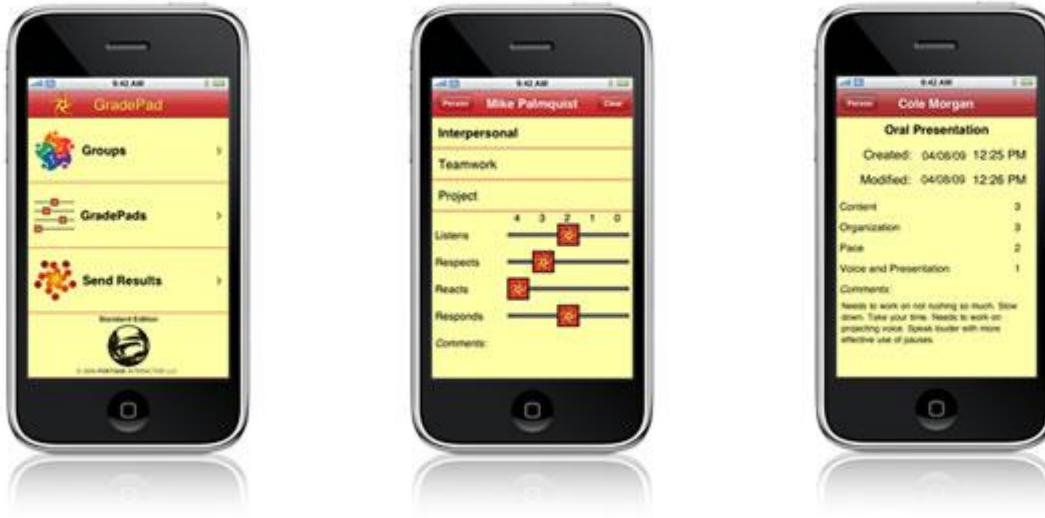 9:42 AM
GradePad
Groups
GradePads
Send Results
Standard Edition
9:42 AM
Person Mike Palmquist Clear
Interpersonal
Teamwork
Project
4 3 2 1 0
Listens
Respects
Reacts
Responds
Comments:
9:42 AM
Person Cole Morgan
Oral Presentation
Created: 04/08/09 12:25 PM
Modified: 04/08/09 12:26 PM
Content 3
Organization 3
Pace 2
Voice and Presentation 1
Comments:
Needs to work on not rushing so much. Slow
down. Take your time. Needs to work on
projecting voice. Speak louder with more
effective use of pauses.